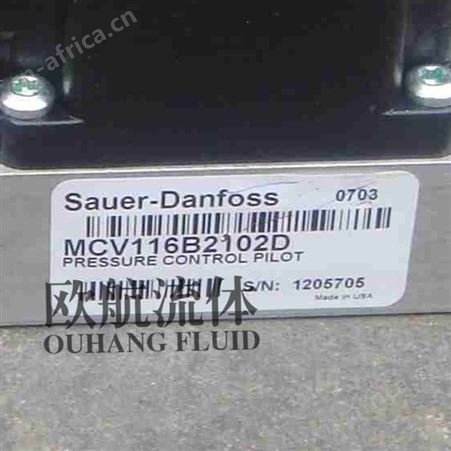 n-africa.cn
Sauer-Danfoss 0703
MCV116B2102D
PRESSURE CONTROL PILOT
S/N: 1205705
Made in USA
欧航流体
OUHANG FLUID